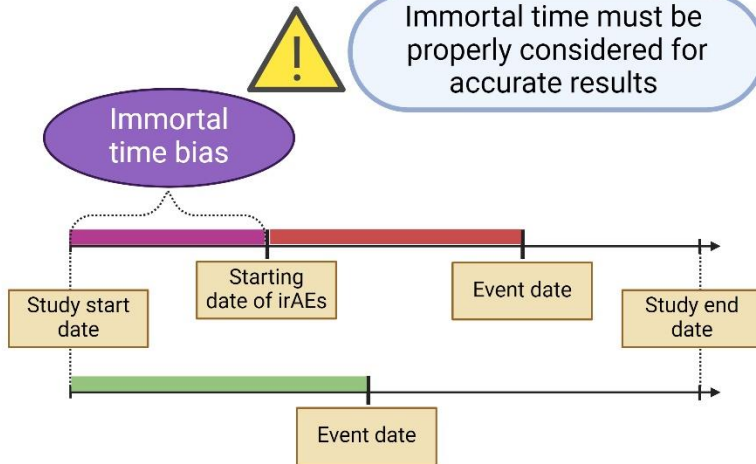 Immortal time must be
properly considered for
accurate results
!
Immortal
time bias
Starting
date of irAEs
Event date
Study start
date
Study end
date
Event date